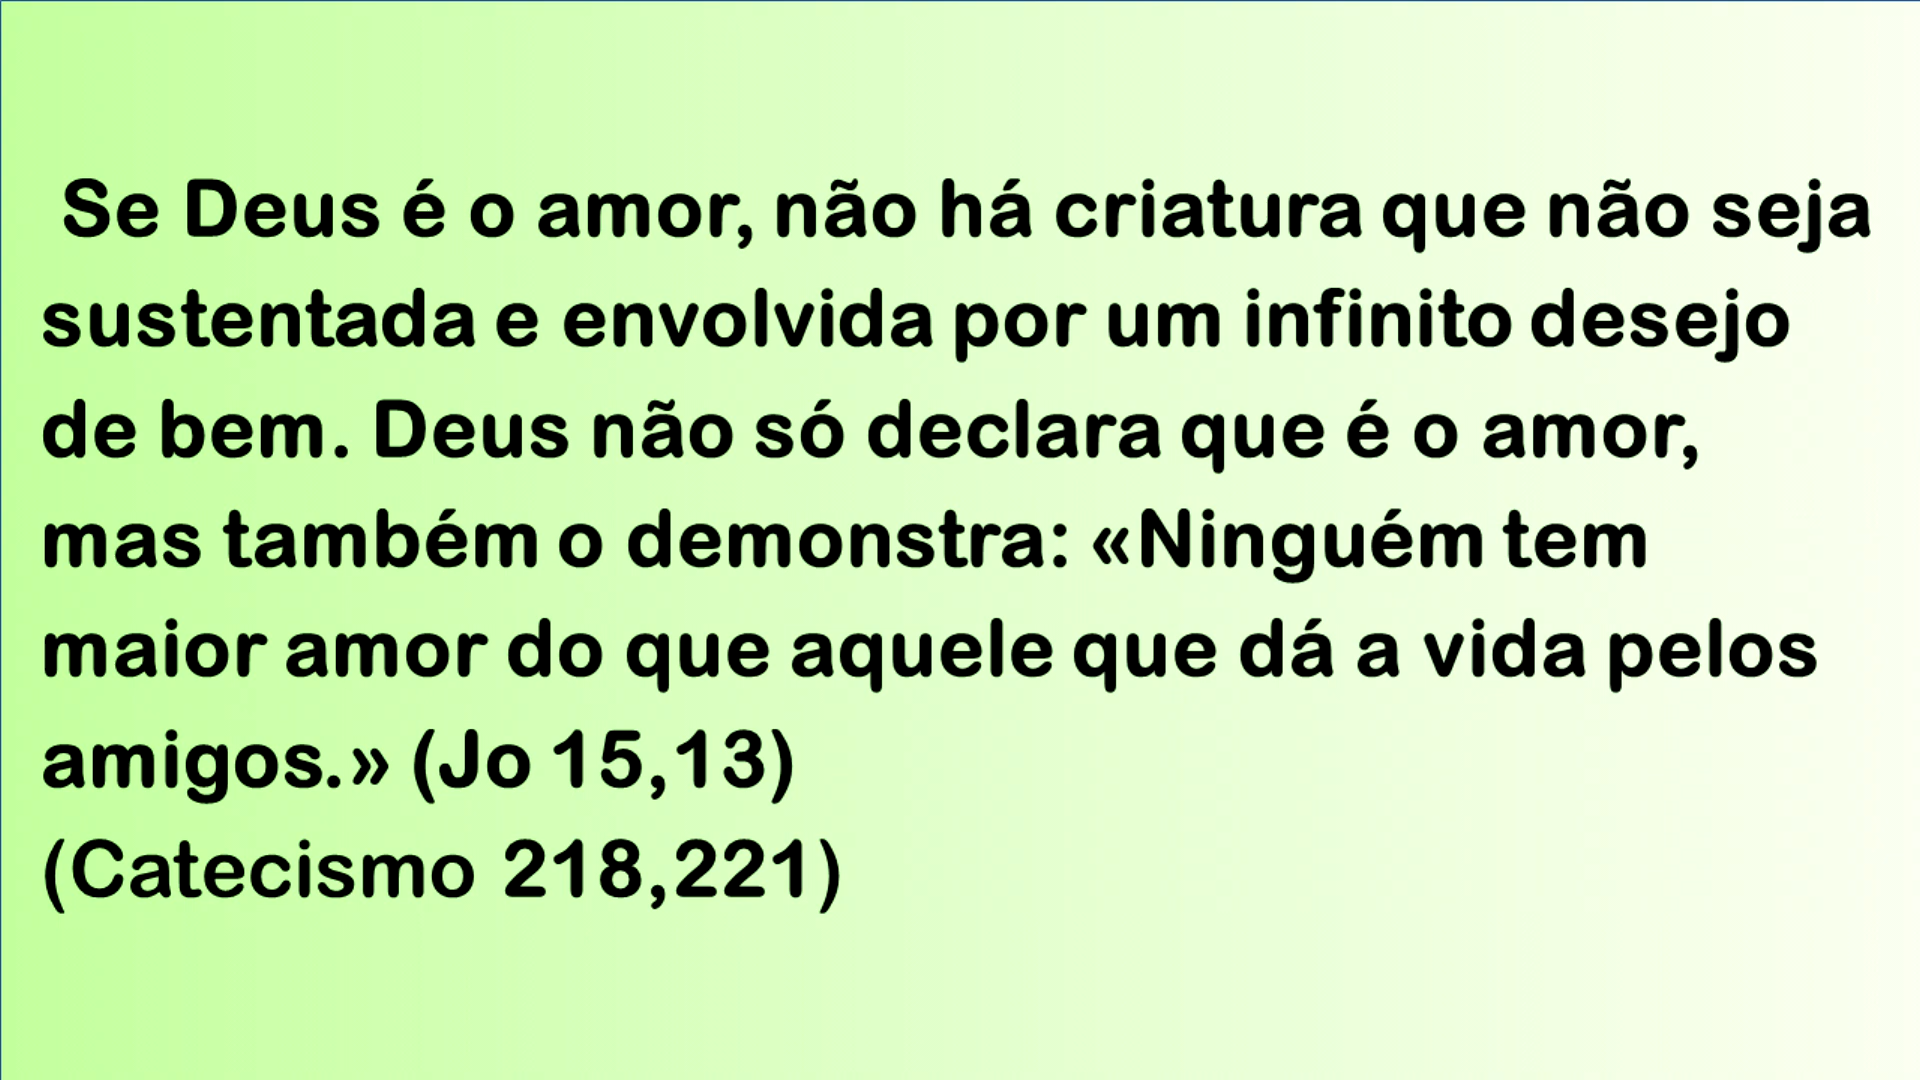 Se Deus é o amor, não há criatura que não seja
sustentada e envolvida por um infinito desejo
de bem. Deus não só declara que é o amor,
mas também o demonstra: «Ninguém tem
maior amor do que aquele que dá a vida pelos
amigos.» (Jo 15,13)
(Catecismo 218,221)